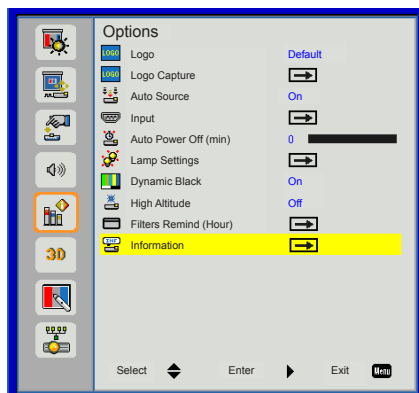 Options
LOGO Logo Default
LOGO Logo Capture
Auto Source On
Input
Auto Power Off (min) 0
Lamp Settings
Dynamic Black On
High Altitude Off
Filters Remind (Hour)
Information
3D
Select Enter Exit Menu